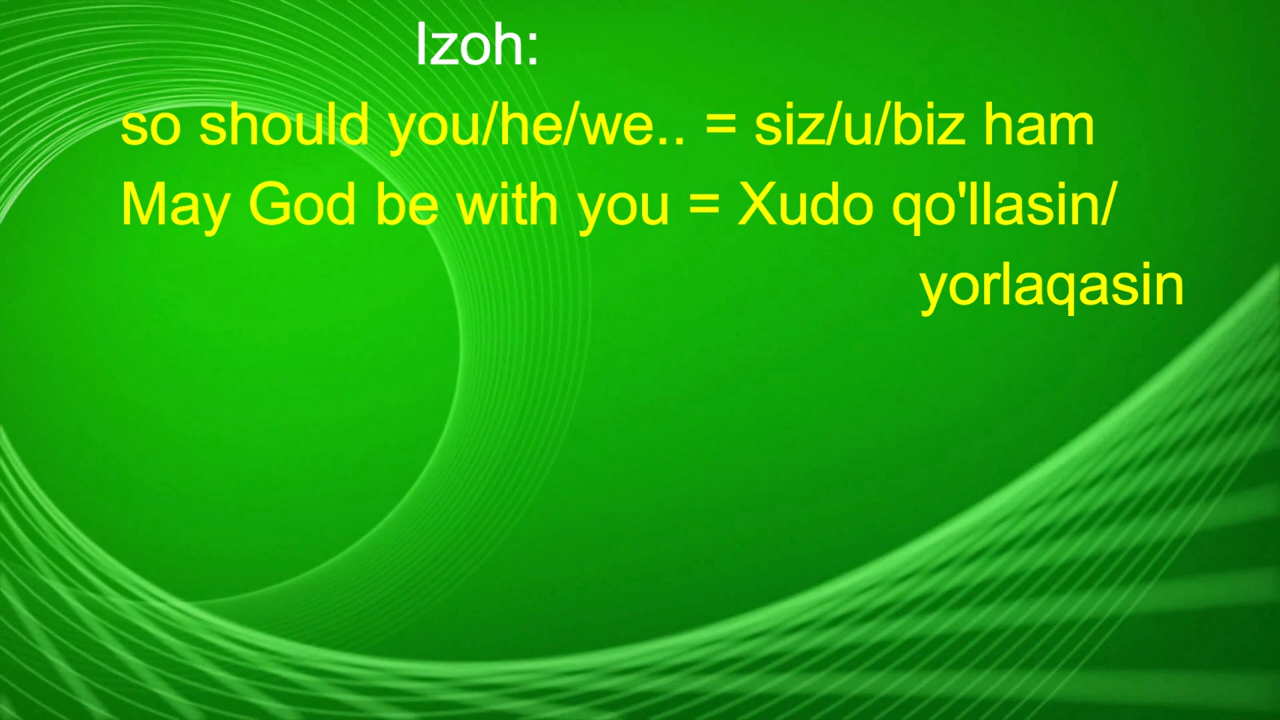 Izoh:
so should you/he/we.. = siz/u/biz ham
May God be with you = Xudo qo'llasin/
yorlaqasin